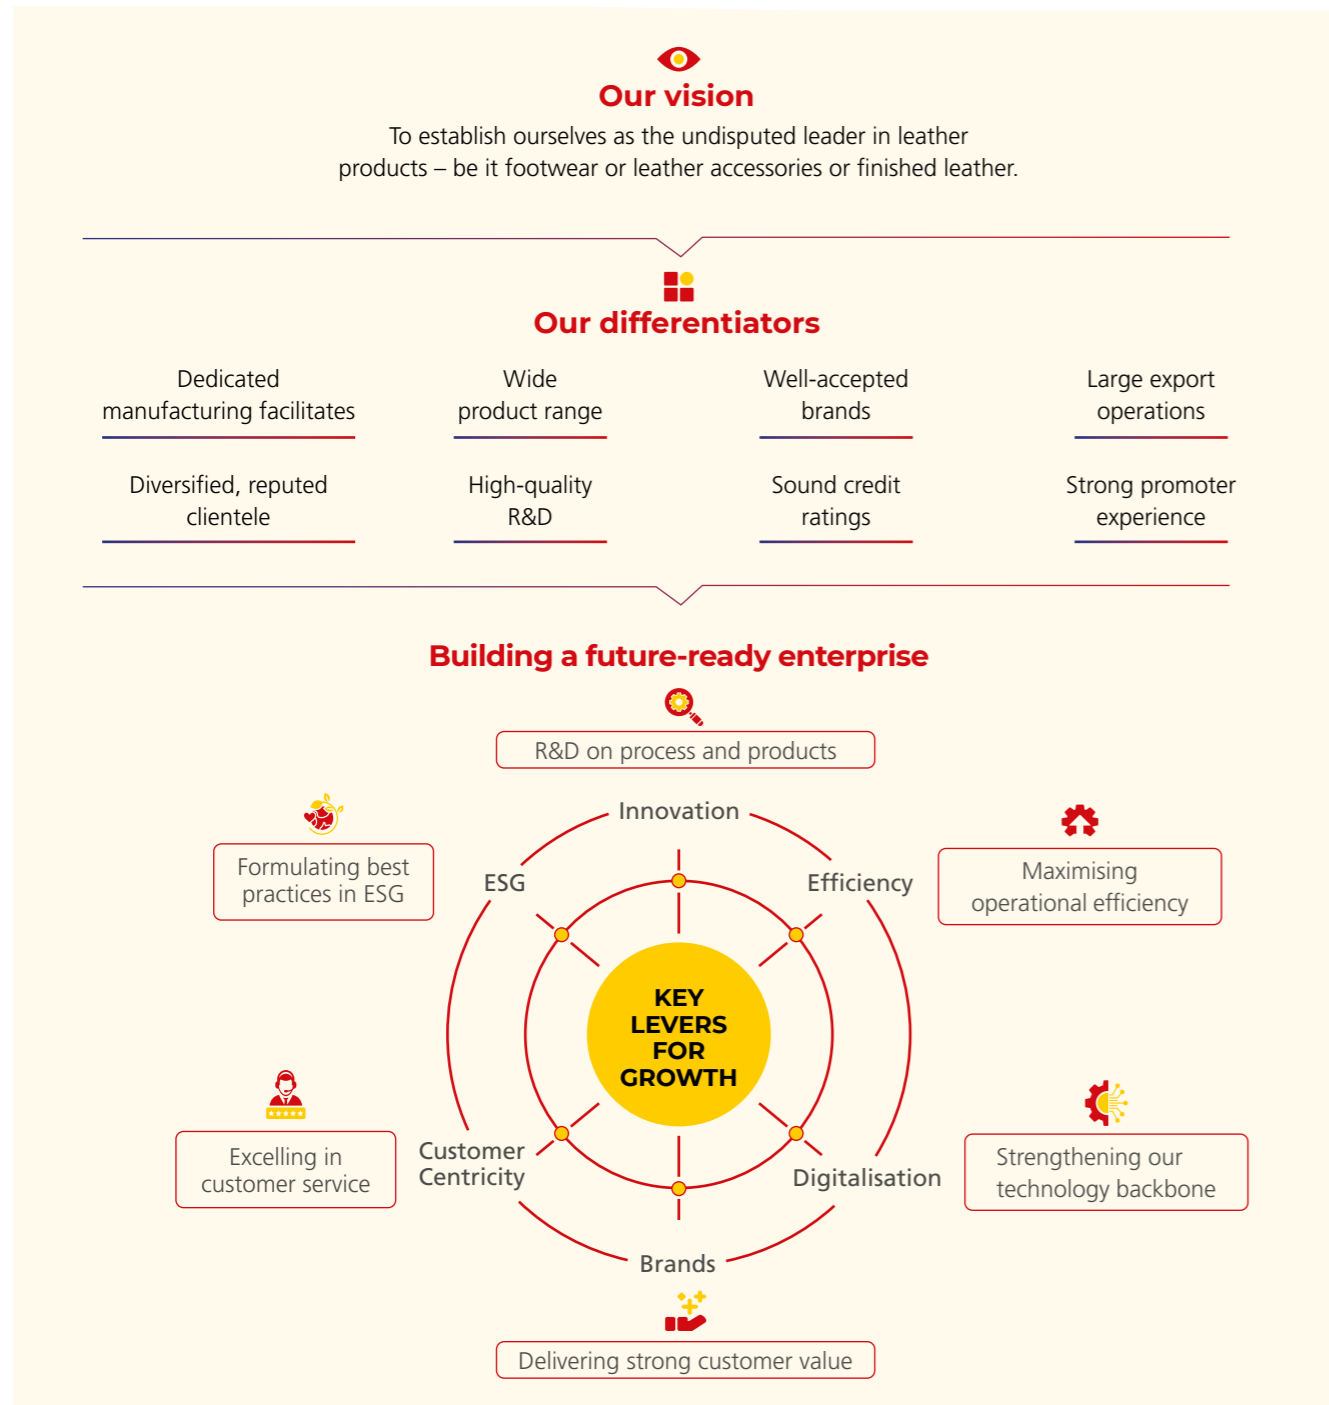 Our vision
To establish ourselves as the undisputed leader in leather
products – be it footwear or leather accessories or finished leather.
Our differentiators
Dedicated
manufacturing facilitates
Wide
product range
Well-accepted
brands
Large export
operations
Diversified, reputed
clientele
High-quality
R&D
Sound credit
ratings
Strong promoter
experience
Building a future-ready enterprise
R&D on process and products
Innovation
Formulating best
practices in ESG
ESG
Efficiency
Maximising
operational efficiency
KEY
LEVERS
FOR
GROWTH
Excelling in
customer service
Customer
Centricity
Digitalisation
Strengthening our
technology backbone
Brands
Delivering strong customer value